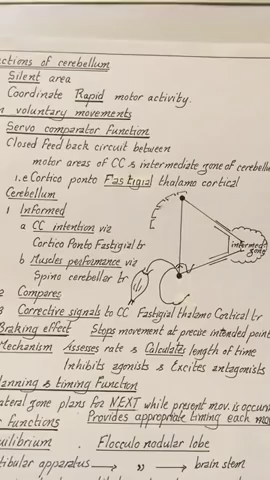 ctions of cerebellum
Silent area
Coordinate Rapid motor activity.
n voluntary movements
Servo comparator Function
Closed feed back circuit between
motor areas of CC & intermediate zone of cerebelle
i.e Cortico ponto Fastigial thalamo cortical
Cerebellum
1 Informed
a CC intention via
Cortico Ponto Fastigial tr
b Muscles performance via
Spino cerebellar tr
intermed.
zone
2 Compares
3 Corrective signals to CC Fastigial thalamo Cortical tr
Braking effect Stops movement at precise intended point
Mechanism Assesses rate & Calculates length of time
Inhibits agonists & Excites antagonists
lanning & timing Function
ateral zone plans for NEXT while present mov. is occurr
r functions Provides appropriate timing each mov
uilibrium . Flocculo nodular lobe
tibular apparatus → " → brain stem